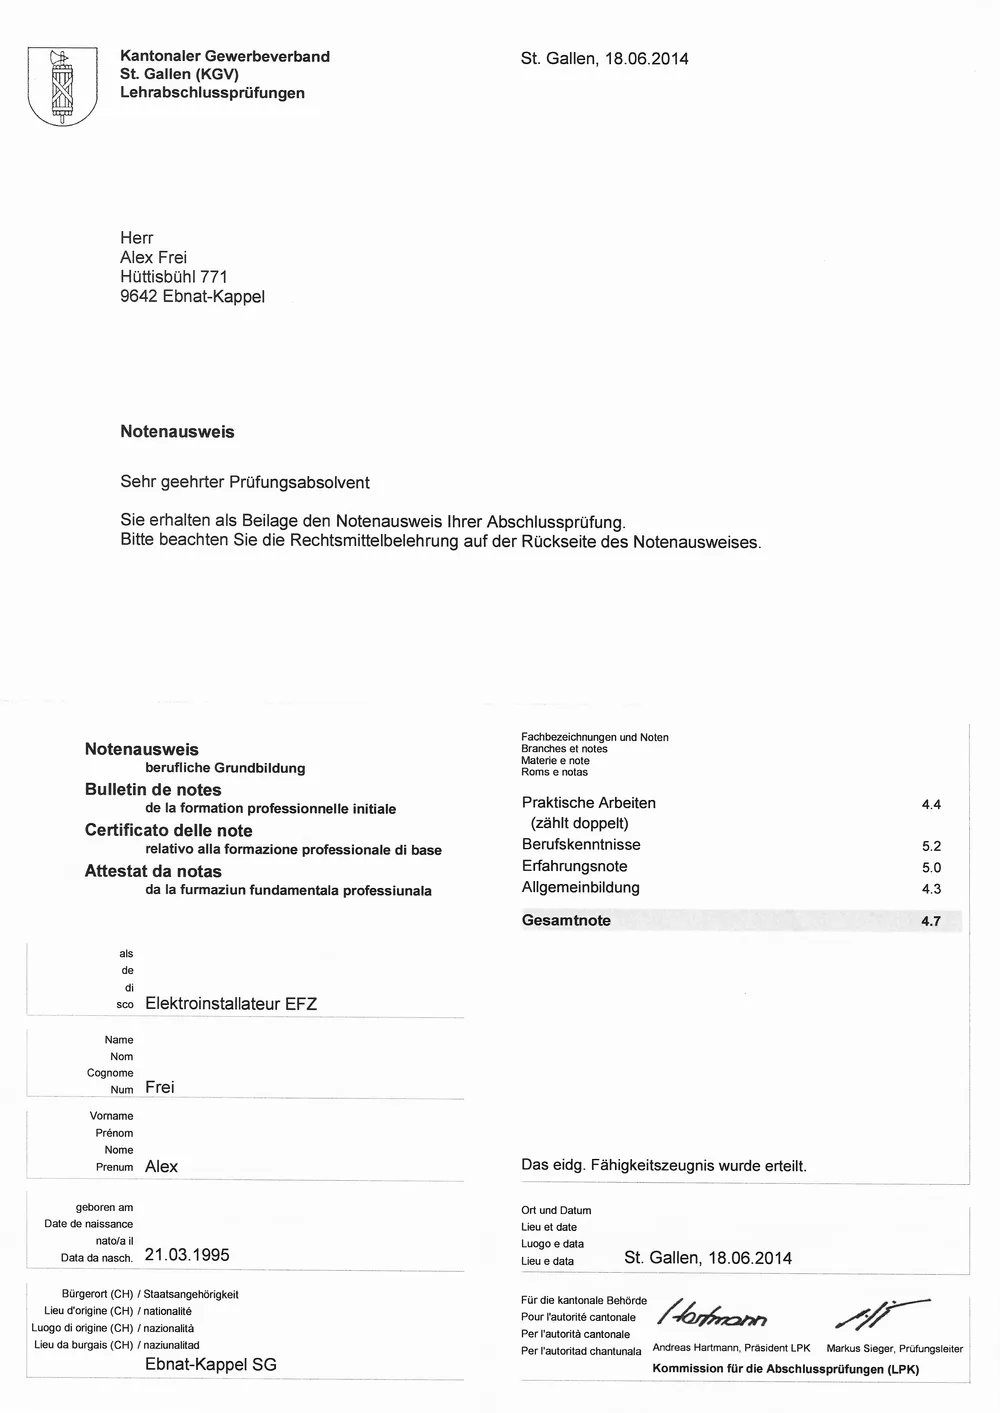 Kantonaler Gewerbeverband
St. Gallen (KGV)
Lehrabschlussprüfungen
St. Gallen, 18.06.2014
Herr
Alex Frei
Hüttisbühl 771
9642 Ebnat-Kappel
Notenausweis
Sehr geehrter Prüfungsabsolvent
Sie erhalten als Beilage den Notenausweis Ihrer Abschlussprüfung.
Bitte beachten Sie die Rechtsmittelbelehrung auf der Rückseite des Notenausweises.
Notenausweis
berufliche Grundbildung
Bulletin de notes
de la formation professionnelle initiale
Certificato delle note
relativo alla formazione professionale di base
Attestat da notas
da la furmaziun fundamentala professiunala
als
de
di
sco Elektroinstallateur EFZ
Name
Nom
Cognome
Num Frei
Vorname
Prénom
Nome
Prenum Alex
geboren am
Date de naissance
nato/a il
Data da nasch. 21.03.1995
Bürgerort (CH) / Staatsangehörigkeit
Lieu d'origine (CH) / nationalité
Luogo di origine (CH) / nazionalità
Lieu da burgais (CH) / naziunalitad
Ebnat-Kappel SG
Fachbezeichnungen und Noten
Branches et notes
Materie e note
Roms e notas
Praktische Arbeiten 4.4
(zählt doppelt)
Berufskenntnisse 5.2
Erfahrungsnote 5.0
Allgemeinbildung 4.3
Gesamtnote 4.7
Das eidg. Fähigkeitszeugnis wurde erteilt.
Ort und Datum
Lieu et date
Luogo e data
Lieu e data St. Gallen, 18.06.2014
Für die kantonale Behörde
Pour l'autorité cantonale
Per l'autorità cantonale
Per l'autoritad chantunala
Hartmann
Andreas Hartmann, Präsident LPK Markus Sieger, Prüfungsleiter
Kommission für die Abschlussprüfungen (LPK)